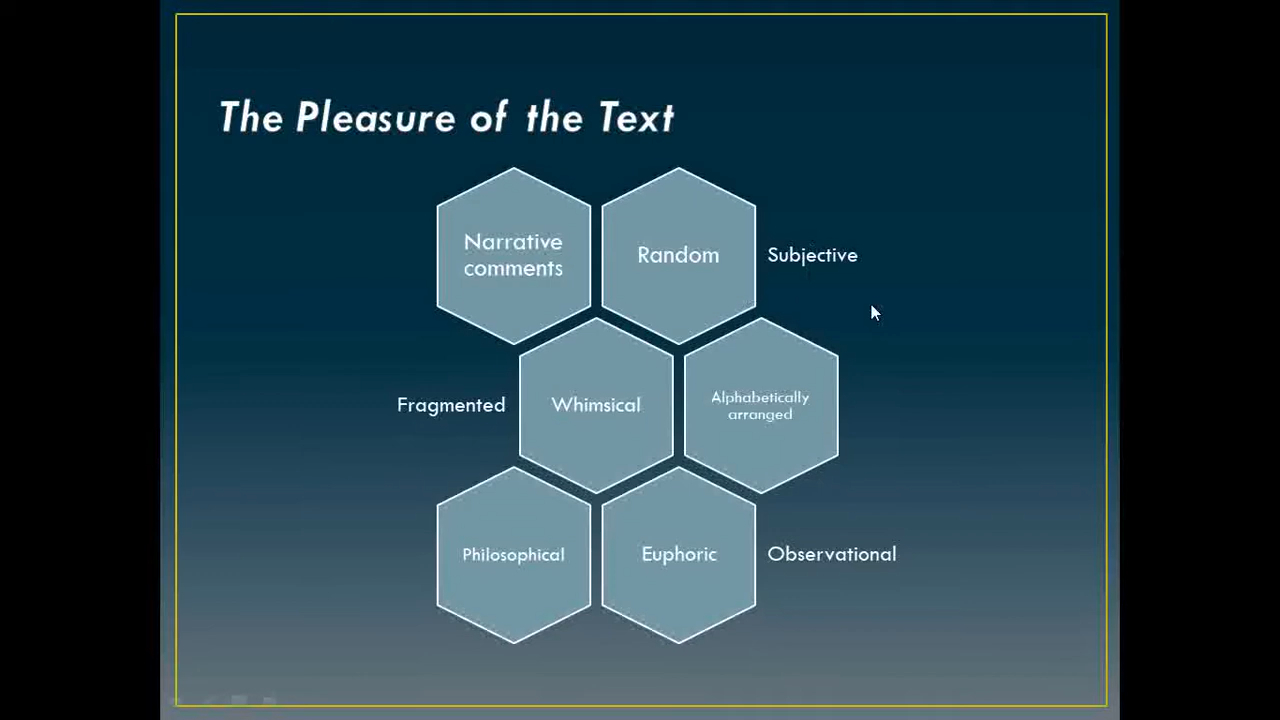 The Pleasure of the Text
Narrative
comments
Random
Subjective
Fragmented
Whimsical
Alphabetically
arranged
Philosophical
Euphoric
Observational